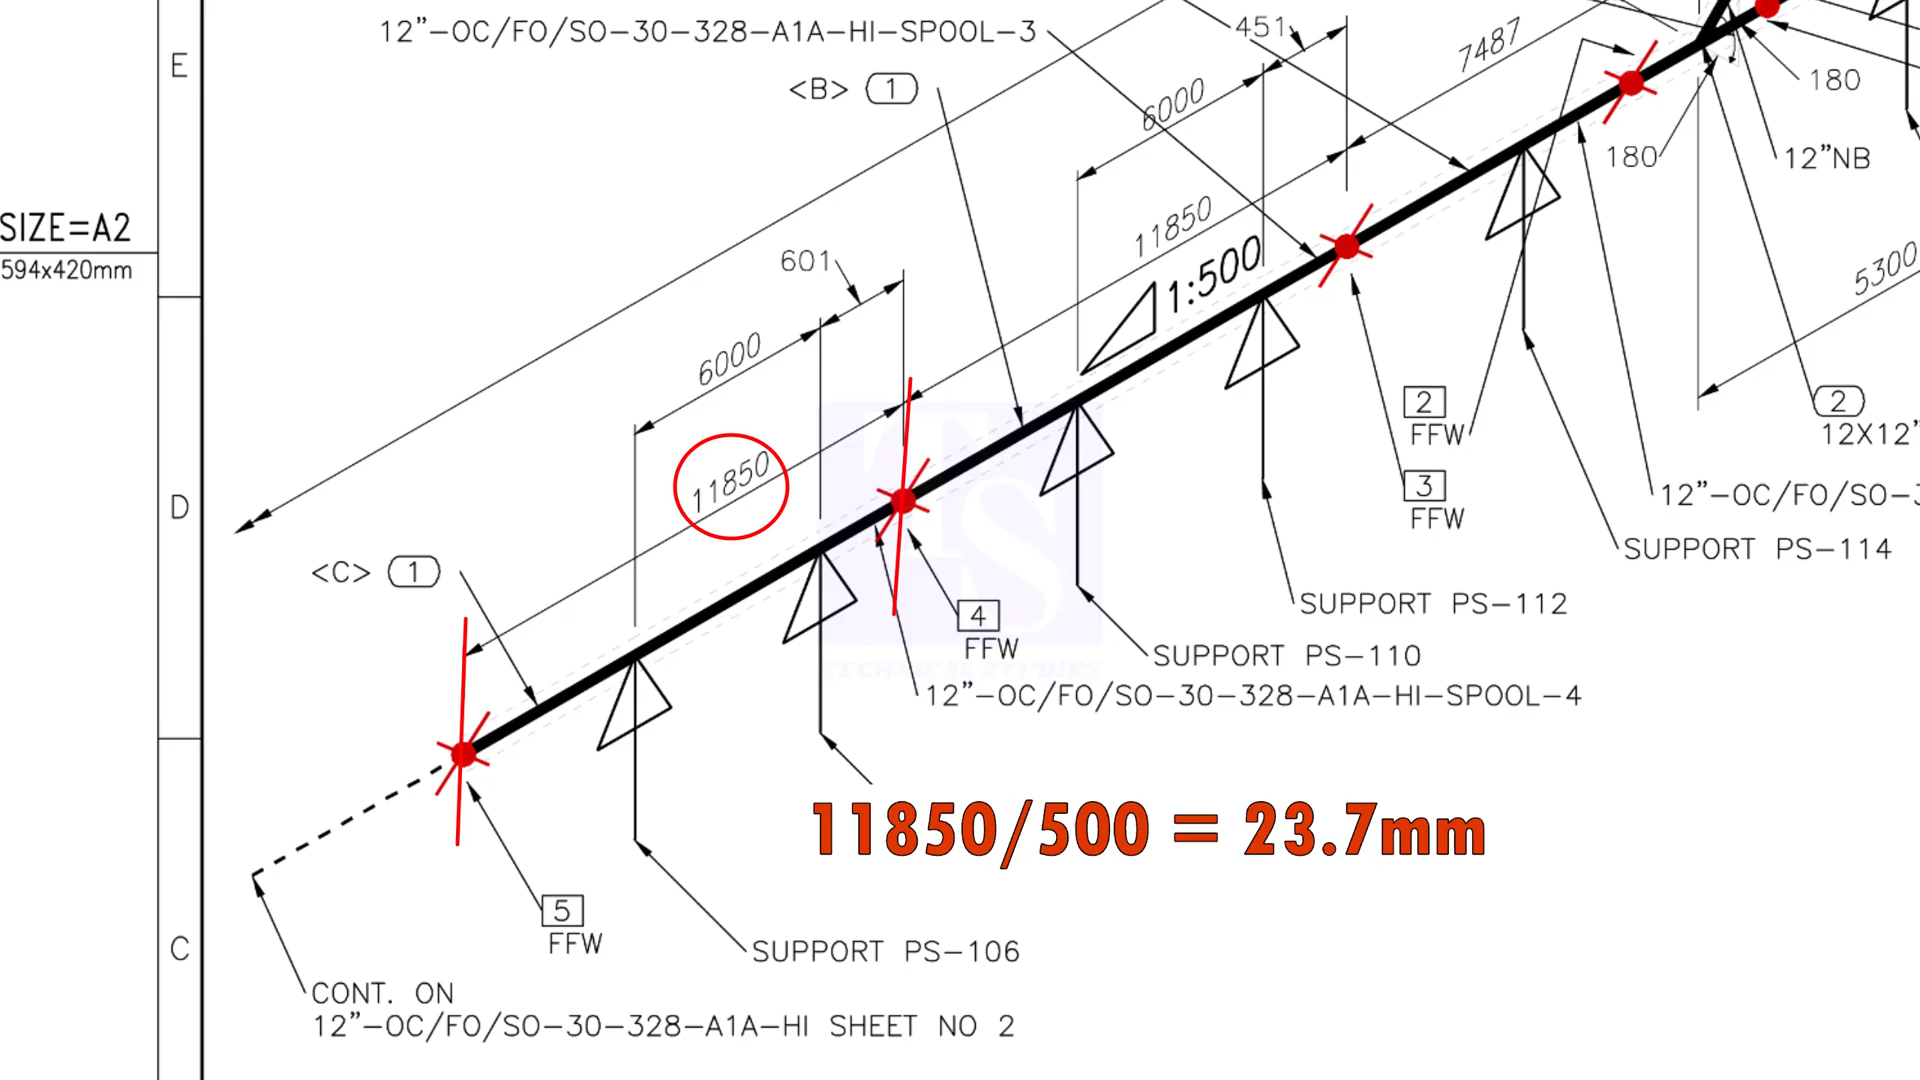 12”-OC/FO/SO-30-328-A1A-HI-SPOOL-3
451
7487
E
<B> 1
6000
180
180
12”NB
SIZE=A2
594x420mm
11850
601
1:500
5300
6000
2
FFW
2
12X12”
11850
3
FFW
12”-OC/FO/SO-3
D
SUPPORT PS-114
<C> 1
4
FFW
SUPPORT PS-112
SUPPORT PS-110
TS
TECHNICAL STUDIES
12”-OC/FO/SO-30-328-A1A-HI-SPOOL-4
11850/500 = 23.7mm
5
FFW
C
SUPPORT PS-106
CONT. ON
12”-OC/FO/SO-30-328-A1A-HI SHEET NO 2